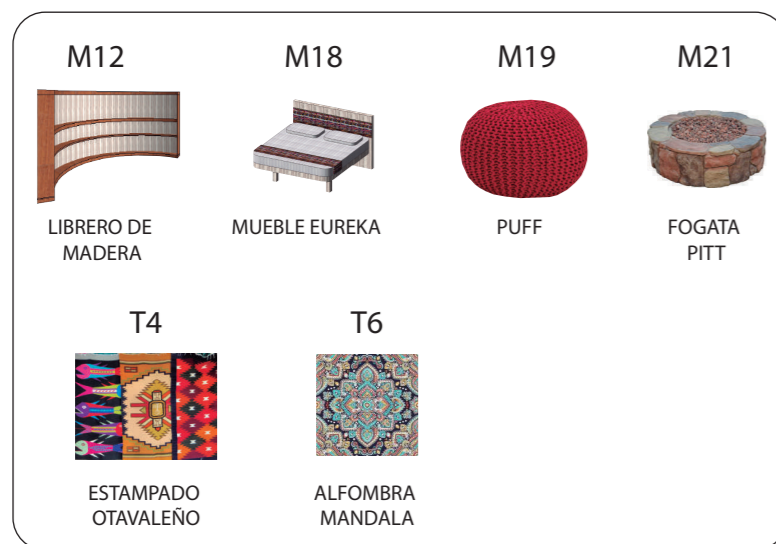 M12
M18
M19
M21
LIBRERO DE
MADERA
MUEBLE EUREKA
PUFF
FOGATA
PITT
T4
T6
ESTAMPADO
OTAVALEÑO
ALFOMBRA
MANDALA